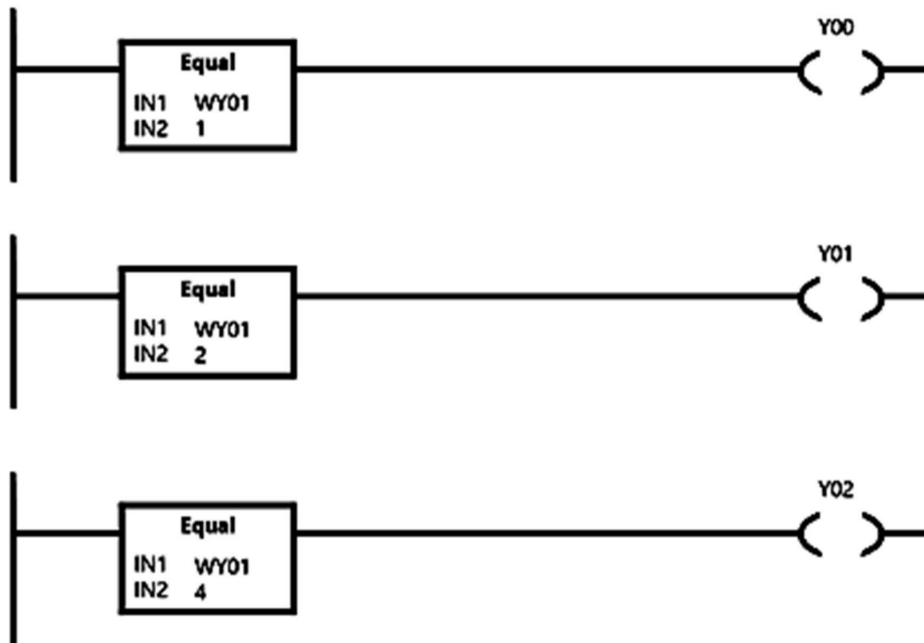 Y00
Equal
IN1 WY01
IN2 1
Y01
Equal
IN1 WY01
IN2 2
Y02
Equal
IN1 WY01
IN2 4